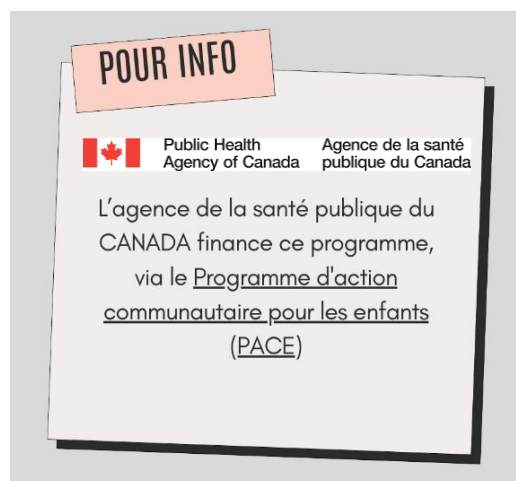 POUR INFO
Public Health Agence de la santé
Agency of Canada publique du Canada
L'agence de la santé publique du
CANADA finance ce programme,
via le Programme d'action
communautaire pour les enfants
(PACE)